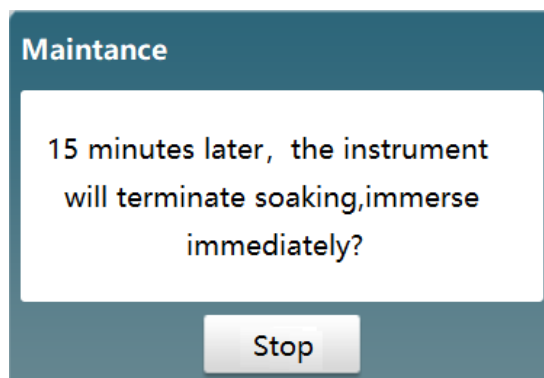 Maintance
15 minutes later，the instrument
will terminate soaking,immerse
immediately?
Stop